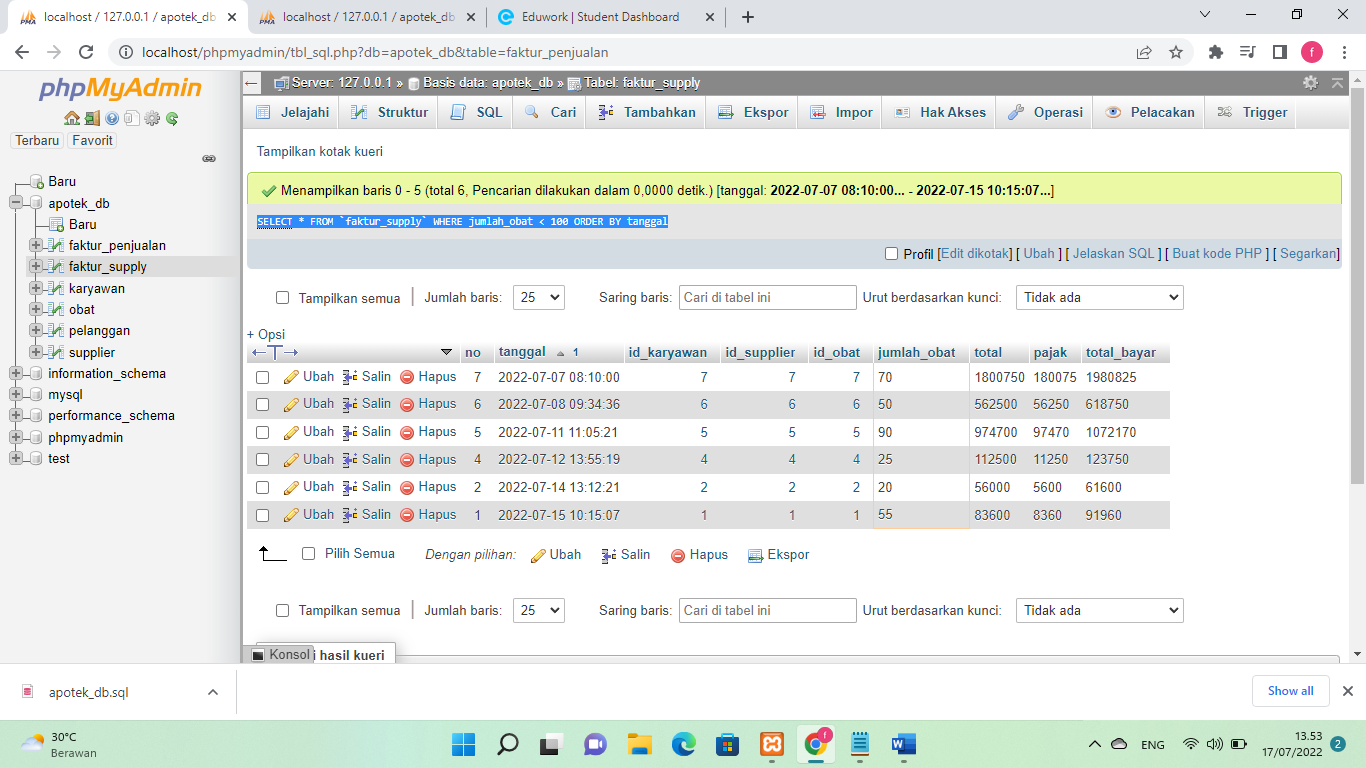 localhost / 127.0.0.1 / apotek_db
localhost / 127.0.0.1 / apotek_db
Eduwork | Student Dashboard
localhost/phpmyadmin/tbl_sql.php?db=apotek_db&table=faktur_penjualan
f
phpMyAdmin
Terbaru Favorit
Baru
apotek_db
Baru
faktur_penjualan
faktur_supply
karyawan
obat
pelanggan
supplier
information_schema
mysql
performance_schema
phpmyadmin
test
Server: 127.0.0.1 » Basis data: apotek_db » Tabel: faktur_supply
Jelajahi Struktur SQL Cari Tambahkan Ekspor Impor Hak Akses Operasi Pelacakan Trigger
Tampilkan kotak kueri
Menampilkan baris 0 - 5 (total 6, Pencarian dilakukan dalam 0,0000 detik.) [tanggal: 2022-07-07 08:10:00... - 2022-07-15 10:15:07...]
SELECT * FROM `faktur_supply` WHERE jumlah_obat < 100 ORDER BY tanggal
Profil [Edit dikotak] [ Ubah ] [ Jelaskan SQL ] [ Buat kode PHP ] [ Segarkan]
Tampilkan semua | Jumlah baris: 25 Saring baris: Cari di tabel ini Urut berdasarkan kunci: Tidak ada
+ Opsi
←T→ no tanggal 1 id_karyawan id_supplier id_obat jumlah_obat total pajak total_bayar
Ubah Salin Hapus 7 2022-07-07 08:10:00 7 7 7 70 1800750 180075 1980825
Ubah Salin Hapus 6 2022-07-08 09:34:36 6 6 6 50 562500 56250 618750
Ubah Salin Hapus 5 2022-07-11 11:05:21 5 5 5 90 974700 97470 1072170
Ubah Salin Hapus 4 2022-07-12 13:55:19 4 4 4 25 112500 11250 123750
Ubah Salin Hapus 2 2022-07-14 13:12:21 2 2 2 20 56000 5600 61600
Ubah Salin Hapus 1 2022-07-15 10:15:07 1 1 1 55 83600 8360 91960
Pilih Semua Dengan pilihan: Ubah Salin Hapus Ekspor
Tampilkan semua | Jumlah baris: 25 Saring baris: Cari di tabel ini Urut berdasarkan kunci: Tidak ada
Konsol i hasil kueri
apotek_db.sql
Show all
30°C
Berawan
f
ENG
13.53
17/07/2022
2